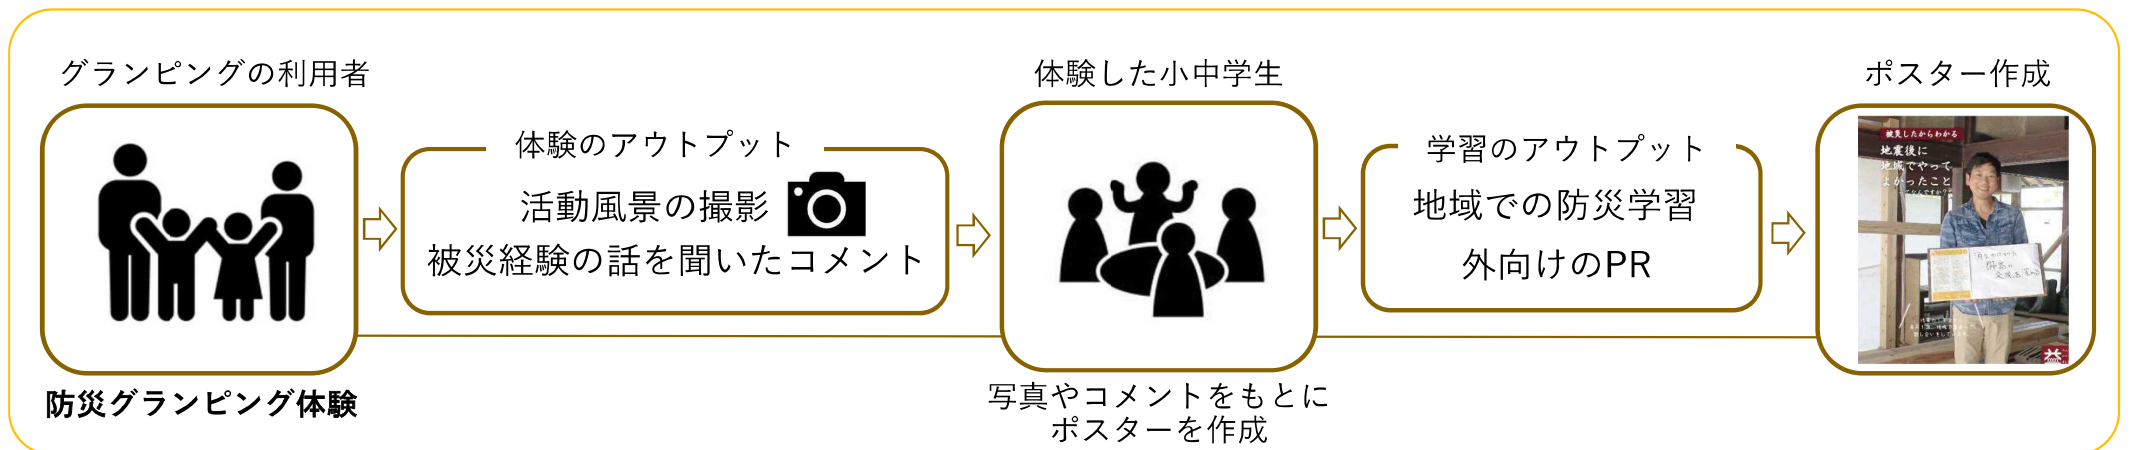 グランピングの利用者
防災グランピング体験
体験のアウトプット
活動風景の撮影
被災経験の話を聞いたコメント
体験した小中学生
写真やコメントをもとに
ポスターを作成
学習のアウトプット
地域での防災学習
外向けのPR
ポスター作成
被災したからわかる
地震後に
地域でやって
よかったこと
益